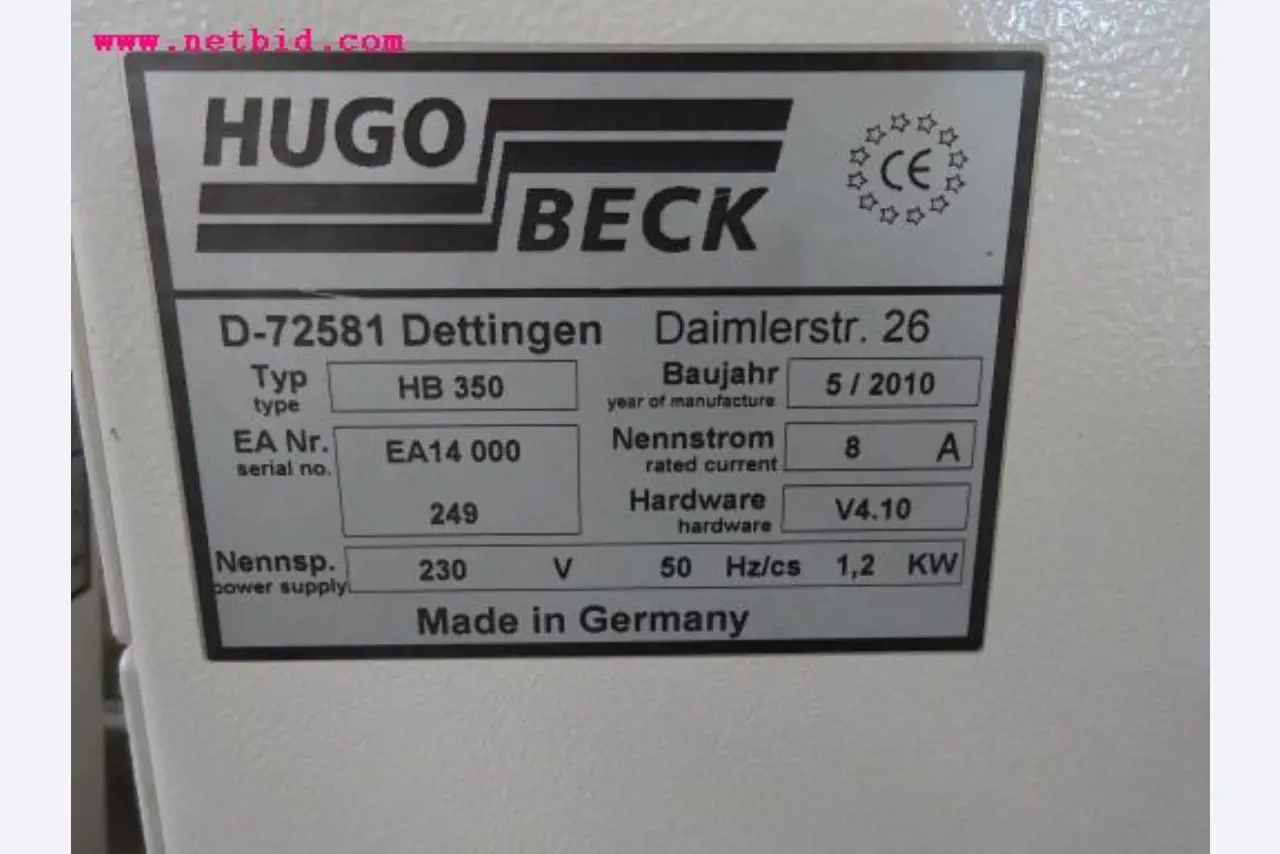 www.netbid.com
HUGO
BECK
CE
D-72581 Dettingen Daimlerstr. 26
Typ HB 350 Baujahr 5 / 2010
type year of manufacture
EA Nr. EA14 000 Nennstrom 8 A
serial no. rated current
249 Hardware V4.10
hardware
Nennsp. 230 V 50 Hz/cs 1,2 KW
power supply
Made in Germany